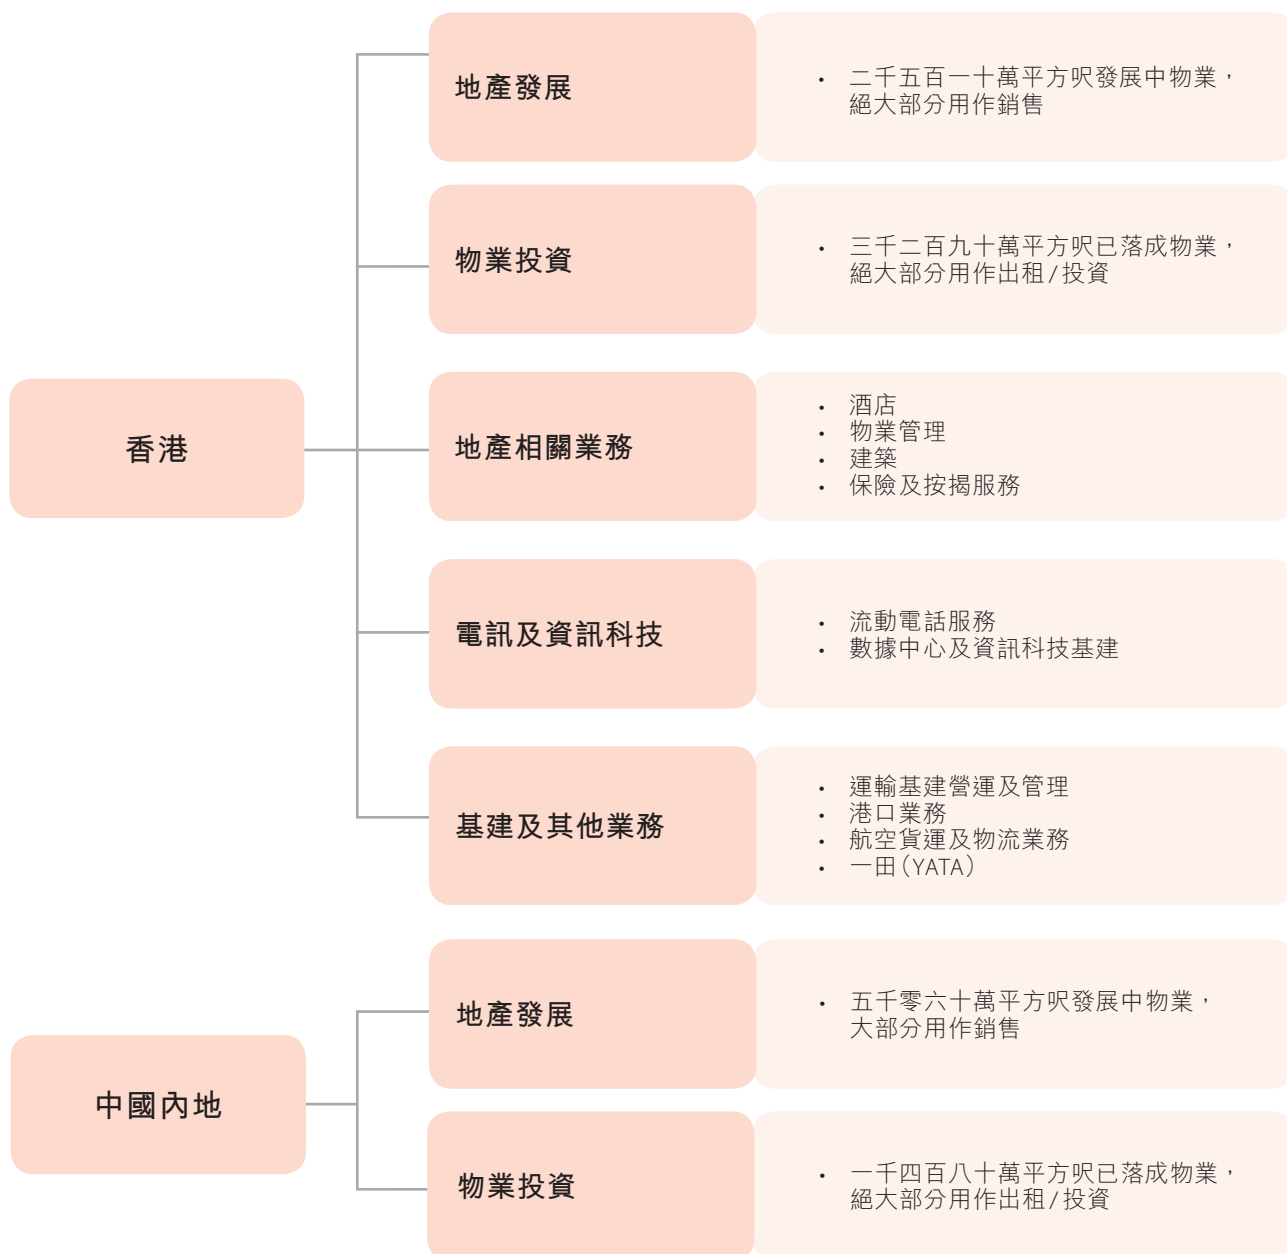 香港
地產發展
• 二千五百一十萬平方呎發展中物業，
絕大部分用作銷售
物業投資
• 三千二百九十萬平方呎已落成物業，
絕大部分用作出租/投資
地產相關業務
• 酒店
• 物業管理
• 建築
• 保險及按揭服務
電訊及資訊科技
• 流動電話服務
• 數據中心及資訊科技基建
基建及其他業務
• 運輸基建營運及管理
• 港口業務
• 航空貨運及物流業務
• 一田(YATA)
中國內地
地產發展
• 五千零六十萬平方呎發展中物業，
大部分用作銷售
物業投資
• 一千四百八十萬平方呎已落成物業，
絕大部分用作出租/投資